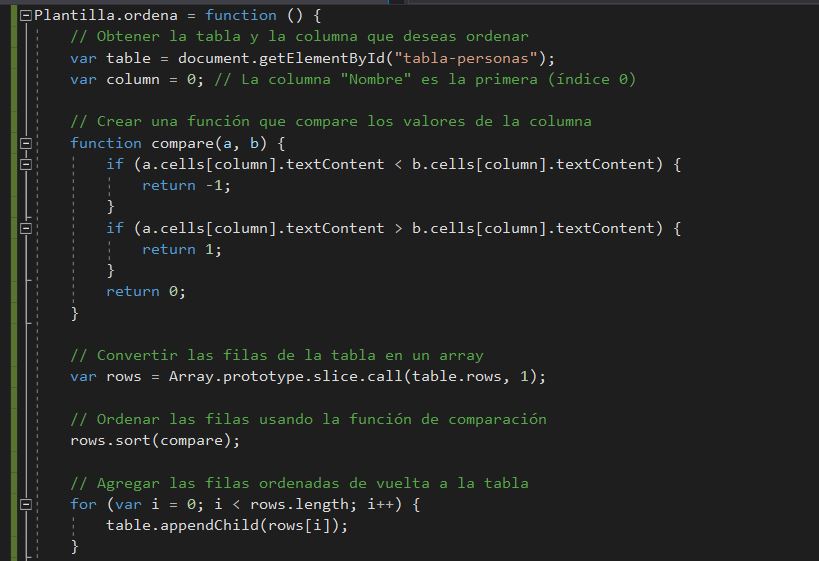 Plantilla.ordena = function () {
// Obtener la tabla y la columna que deseas ordenar
var table = document.getElementById("tabla-personas");
var column = 0; // La columna "Nombre" es la primera (índice 0)
// Crear una función que compare los valores de la columna
function compare(a, b) {
if (a.cells[column].textContent < b.cells[column].textContent) {
return -1;
}
if (a.cells[column].textContent > b.cells[column].textContent) {
return 1;
}
return 0;
}
// Convertir las filas de la tabla en un array
var rows = Array.prototype.slice.call(table.rows, 1);
// Ordenar las filas usando la función de comparación
rows.sort(compare);
// Agregar las filas ordenadas de vuelta a la tabla
for (var i = 0; i < rows.length; i++) {
table.appendChild(rows[i]);
}